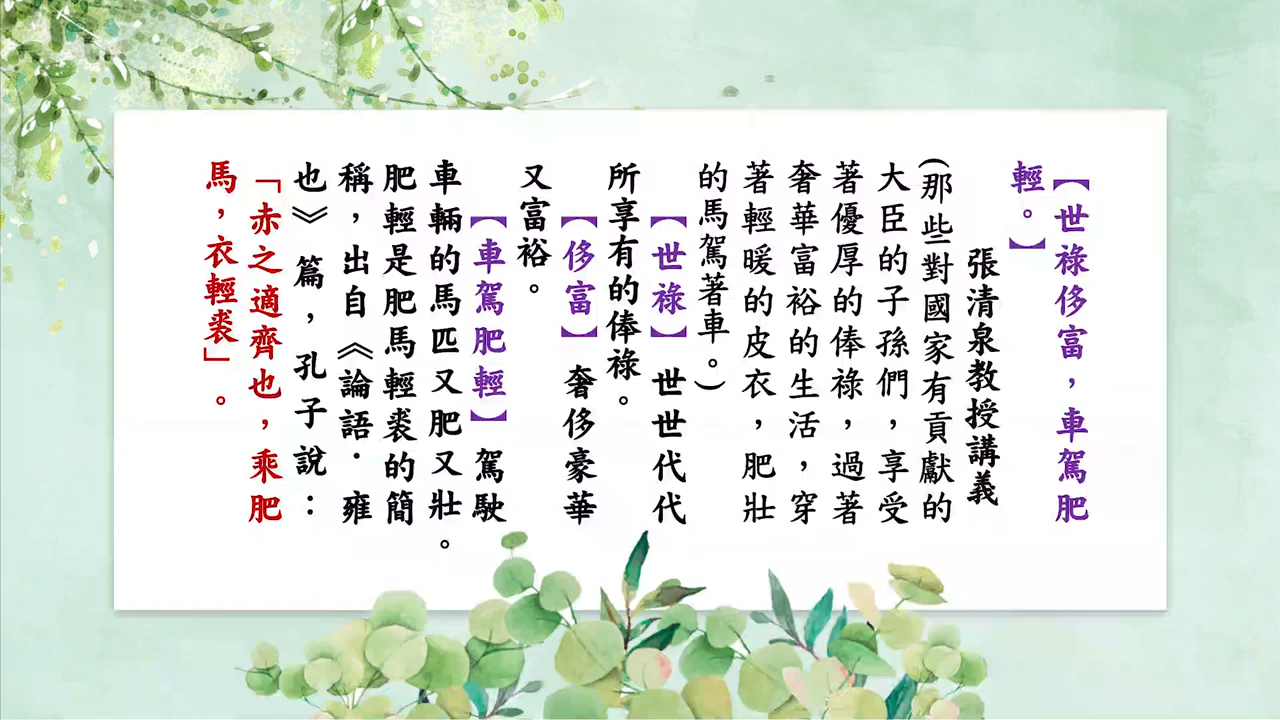 【世祿侈富，車駕肥
輕。】
張清泉教授講義
(那些對國家有貢獻的
大臣的子孫們，享受
著優厚的俸祿，過著
奢華富裕的生活，穿
著輕暖的皮衣，肥壯
的馬駕著車。)
【世祿】 世世代代
所享有的俸祿。
【侈富】 奢侈豪華
又富裕。
【車駕肥輕】 駕駛
車輛的馬匹又肥又壯。
肥輕是肥馬輕裘的簡
稱，出自《論語．雍
也》篇，孔子說：
「赤之適齊也，乘肥
馬，衣輕裘」。